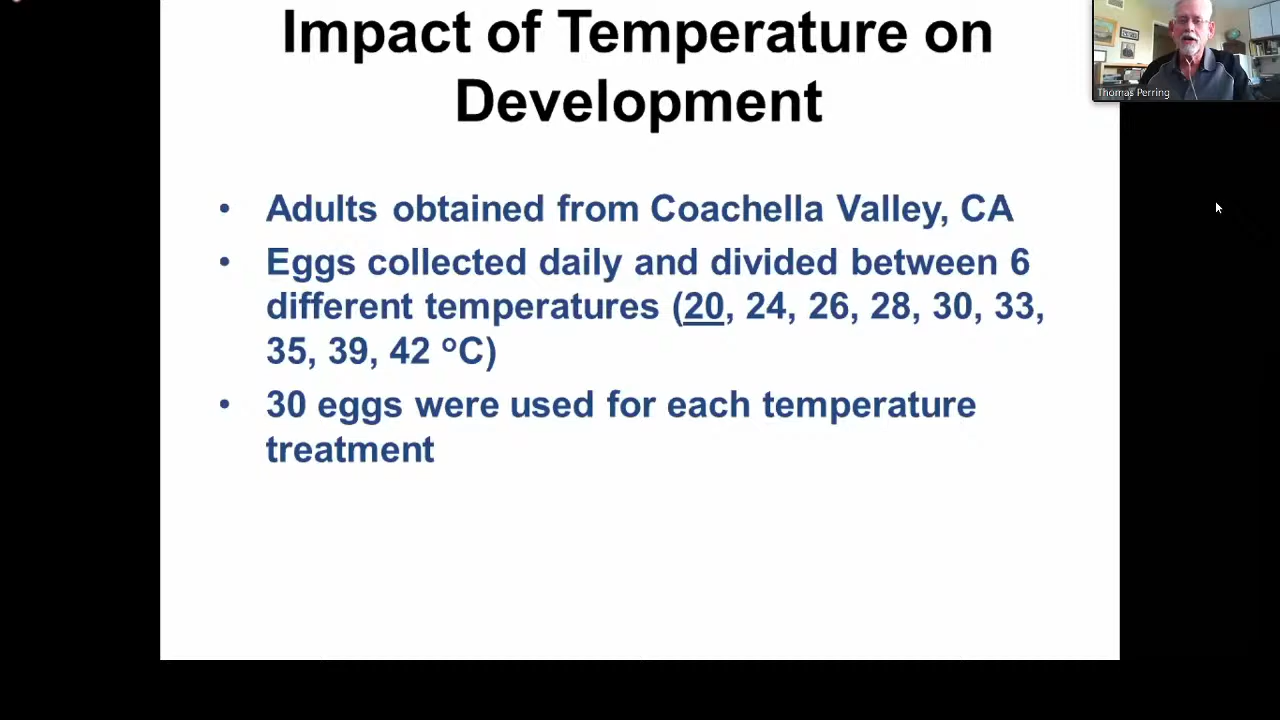 Impact of Temperature on
Development
Thomas Perring
• Adults obtained from Coachella Valley, CA
• Eggs collected daily and divided between 6
different temperatures (20, 24, 26, 28, 30, 33,
35, 39, 42 ºC)
• 30 eggs were used for each temperature
treatment